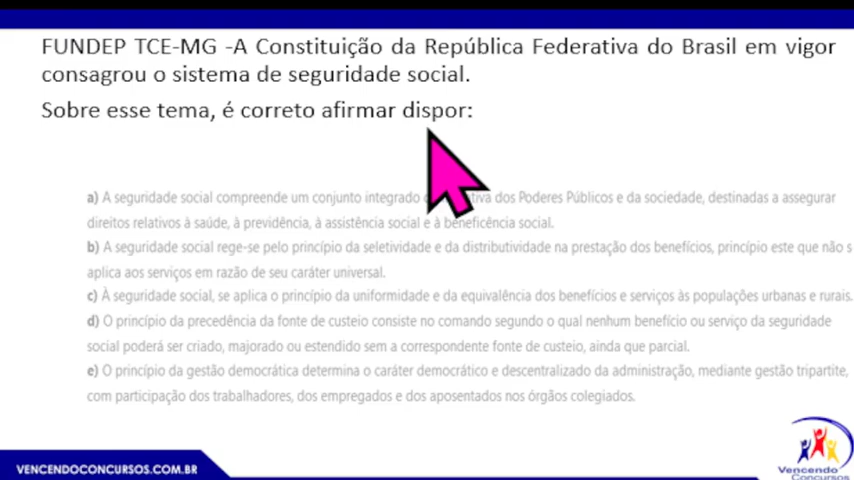 FUNDEP TCE-MG -A Constituição da República Federativa do Brasil em vigor
consagrou o sistema de seguridade social.
Sobre esse tema, é correto afirmar dispor:
a) A seguridade social compreende um conjunto integrado dos Poderes Públicos e da sociedade, destinadas a assegurar
direitos relativos à saúde, à previdência, à assistência social e à beneficência social.
b) A seguridade social rege-se pelo princípio da seletividade e da distributividade na prestação dos benefícios, princípio este que não s
aplica aos serviços em razão de seu caráter universal.
c) À seguridade social, se aplica o princípio da uniformidade e da equivalência dos benefícios e serviços às populações urbanas e rurais.
d) O princípio da precedência da fonte de custeio consiste no comando segundo o qual nenhum benefício ou serviço da seguridade
social poderá ser criado, majorado ou estendido sem a correspondente fonte de custeio, ainda que parcial.
e) O princípio da gestão democrática determina o caráter democrático e descentralizado da administração, mediante gestão tripartite,
com participação dos trabalhadores, dos empregados e dos aposentados nos órgãos colegiados.
VENCENDOCONCURSOS.COM.BR
Vencendo
CONCURSOS